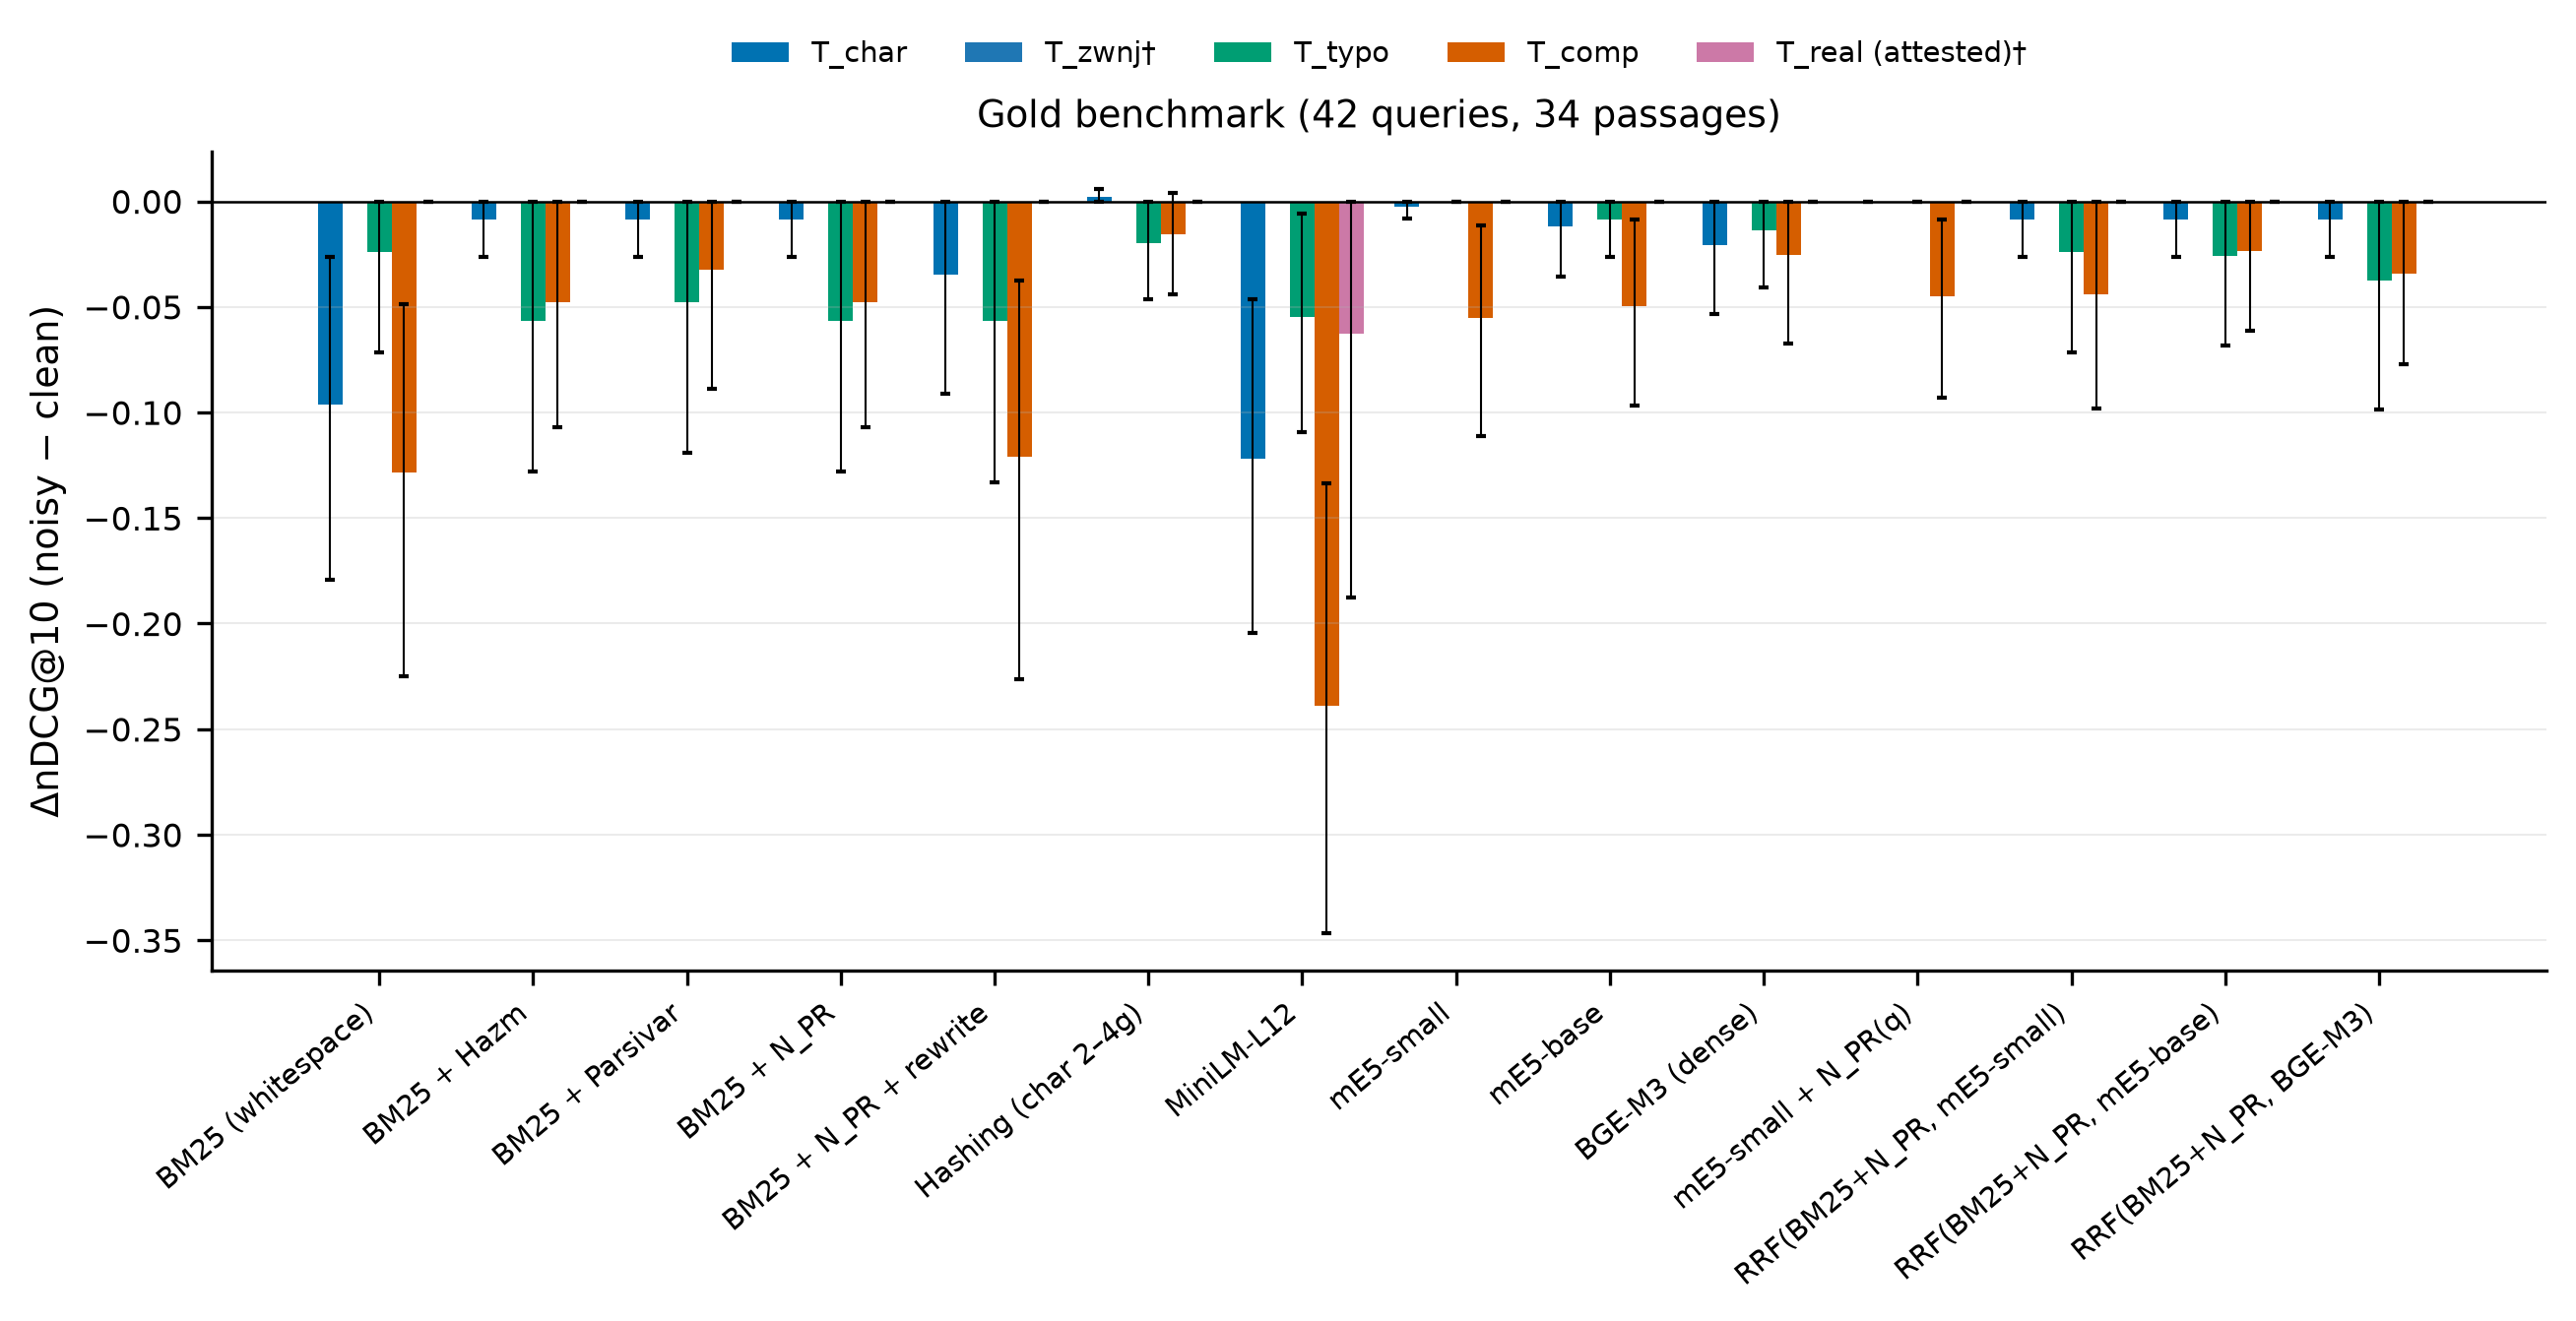 T_char T_zwnj† T_typo T_comp T_real (attested)†
Gold benchmark (42 queries, 34 passages)
ΔnDCG@10 (noisy − clean)
0.00
−0.05
−0.10
−0.15
−0.20
−0.25
−0.30
−0.35
BM25 (whitespace)
BM25 + Hazm
BM25 + Parsivar
BM25 + N_PR
BM25 + N_PR + rewrite
Hashing (char 2–4g)
MiniLM-L12
mE5-small
mE5-base
BGE-M3 (dense)
mE5-small + N_PR(q)
RRF(BM25+N_PR, mE5-small)
RRF(BM25+N_PR, mE5-base)
RRF(BM25+N_PR, BGE-M3)